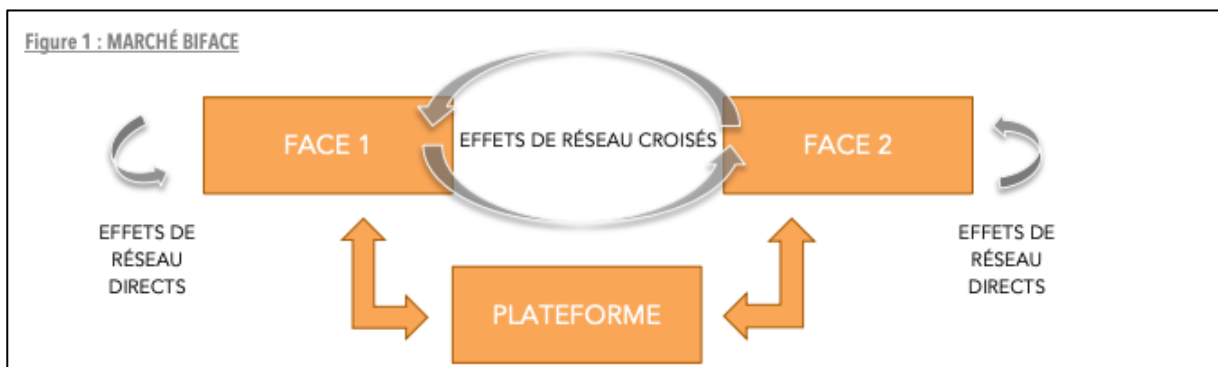 Figure 1 : MARCHÉ BIFACE
FACE 1
EFFETS DE RÉSEAU CROISÉS
FACE 2
EFFETS DE
RÉSEAU
DIRECTS
EFFETS DE
RÉSEAU
DIRECTS
PLATEFORME